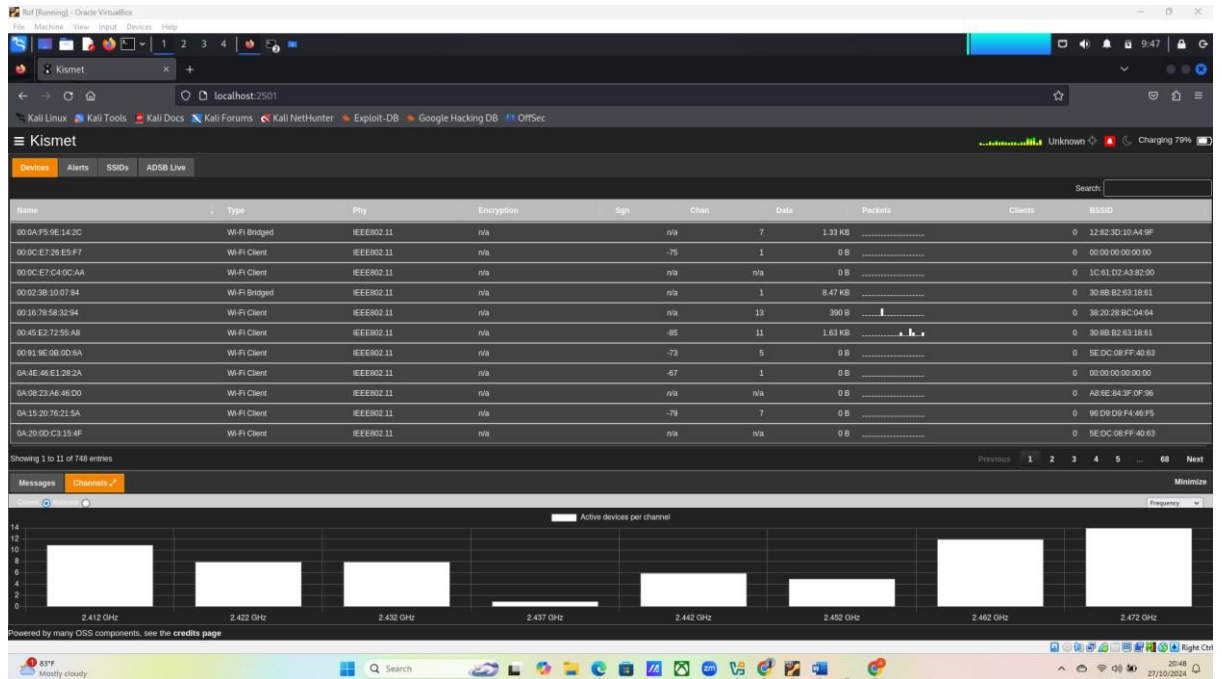 Rof [Running] - Oracle VirtualBox
File Machine View Input Devices Help
1 2 3 4 9:47
Kismet
localhost:2501
Kali Linux Kali Tools Kali Docs Kali Forums Kali NetHunter Exploit-DB Google Hacking DB OffSec
Kismet Unknown Charging 79%
Devices Alerts SSIDs ADSB Live
Search:
Name Type Phy Encryption Sgn Chan Data Packets Clients BSSID
00:0A:F5:9E:14:2C Wi-Fi Bridged IEEE802.11 n/a n/a 7 1.33 KB 0 12:82:3D:10:A4:9F
00:0C:E7:26:E5:F7 Wi-Fi Client IEEE802.11 n/a -75 1 0 B 0 00:00:00:00:00:00
00:0C:E7:C4:0C:AA Wi-Fi Client IEEE802.11 n/a n/a n/a 0 B 0 1C:61:D2:A3:82:00
00:02:3B:10:07:84 Wi-Fi Bridged IEEE802.11 n/a n/a 1 8.47 KB 0 30:8B:B2:63:18:61
00:16:78:58:32:94 Wi-Fi Client IEEE802.11 n/a n/a 13 390 B 0 38:20:28:BC:04:64
00:45:E2:72:55:A8 Wi-Fi Client IEEE802.11 n/a -85 11 1.63 KB 0 30:8B:B2:63:18:61
00:91:9E:0B:0D:6A Wi-Fi Client IEEE802.11 n/a -73 5 0 B 0 5E:DC:08:FF:40:63
0A:4E:46:E1:28:2A Wi-Fi Client IEEE802.11 n/a -67 1 0 B 0 00:00:00:00:00:00
0A:08:23:A6:46:D0 Wi-Fi Client IEEE802.11 n/a n/a n/a 0 B 0 A8:6E:84:3F:0F:96
0A:15:20:76:21:5A Wi-Fi Client IEEE802.11 n/a -79 7 0 B 0 96:D9:D9:F4:46:F5
0A:20:0D:C3:15:4F Wi-Fi Client IEEE802.11 n/a n/a n/a 0 B 0 5E:DC:08:FF:40:63
Showing 1 to 11 of 748 entries Previous 1 2 3 4 5 ... 68 Next
Messages Channels Minimize
Frequency
Active devices per channel
14
12
10
8
6
4
2
0
2.412 GHz 2.422 GHz 2.432 GHz 2.437 GHz 2.442 GHz 2.452 GHz 2.462 GHz 2.472 GHz
Powered by many OSS components, see the credits page
Right Ctrl
83°F
Mostly cloudy
Search
20:48
27/10/2024